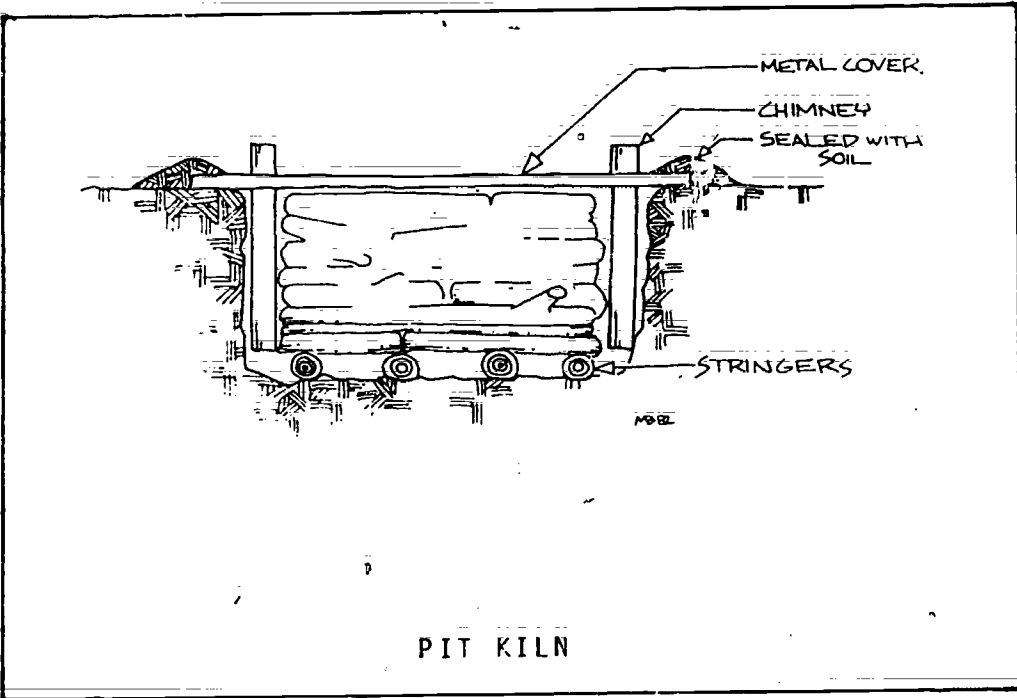 METAL COVER.
CHIMNEY
SEALED WITH
SOIL
STRINGERS
PIT KILN